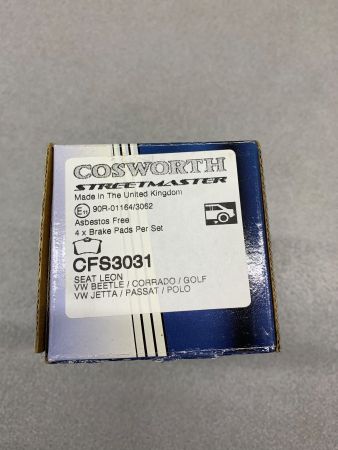 COSWORTH
STREETMASTER
Made In The United Kingdom
E11 90R-01164/3062
Asbestos Free
4 x Brake Pads Per Set
CFS3031
SEAT LEON
VW BEETLE / CORRADO / GOLF
VW JETTA / PASSAT / POLO